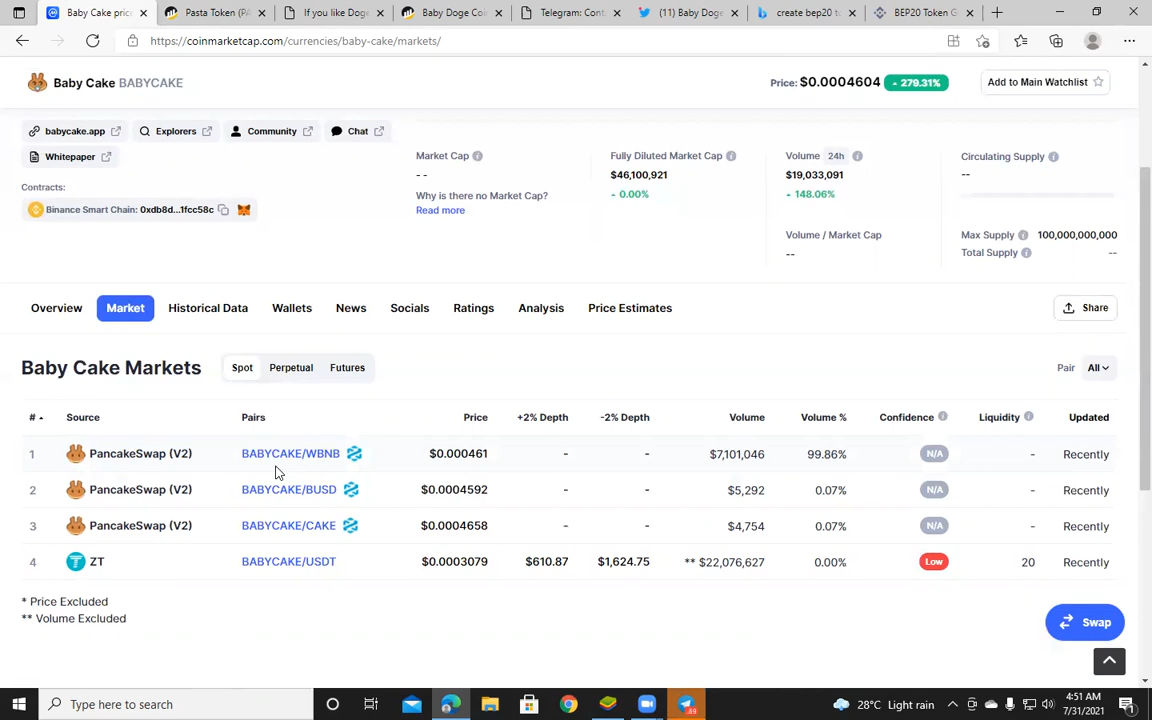 Baby Cake price
Pasta Token (PA
If you like Doge
Baby Doge Coi
Telegram: Cont
(11) Baby Doge
create bep20 to
BEP20 Token G
https://coinmarketcap.com/currencies/baby-cake/markets/
Baby Cake BABYCAKE
Price: $0.0004604 279.31%
Add to Main Watchlist
babycake.app Explorers Community Chat
Whitepaper
Contracts:
Binance Smart Chain: 0xdb8d...1fcc58c
Market Cap
- -
Why is there no Market Cap?
Read more
Fully Diluted Market Cap
$46,100,921
0.00%
Volume 24h
$19,033,091
148.06%
Volume / Market Cap
--
Circulating Supply
--
Max Supply 100,000,000,000
Total Supply --
Overview Market Historical Data Wallets News Socials Ratings Analysis Price Estimates Share
Baby Cake Markets Spot Perpetual Futures Pair All
# Source Pairs Price +2% Depth -2% Depth Volume Volume % Confidence Liquidity Updated
1 PancakeSwap (V2) BABYCAKE/WBNB $0.000461 - - $7,101,046 99.86% N/A - Recently
2 PancakeSwap (V2) BABYCAKE/BUSD $0.0004592 - - $5,292 0.07% N/A - Recently
3 PancakeSwap (V2) BABYCAKE/CAKE $0.0004658 - - $4,754 0.07% N/A - Recently
4 ZT BABYCAKE/USDT $0.0003079 $610.87 $1,624.75 ** $22,076,627 0.00% Low 20 Recently
* Price Excluded
** Volume Excluded
Swap
Type here to search
28°C Light rain
4:51 AM
7/31/2021